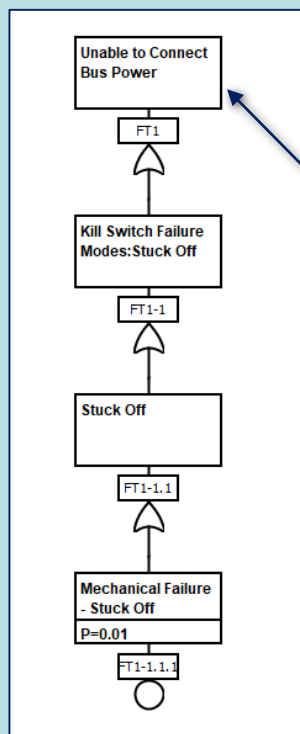 Unable to Connect
Bus Power
FT1
Kill Switch Failure
Modes:Stuck Off
FT1-1
Stuck Off
FT1-1.1
Mechanical Failure
- Stuck Off
P=0.01
FT1-1.1.1